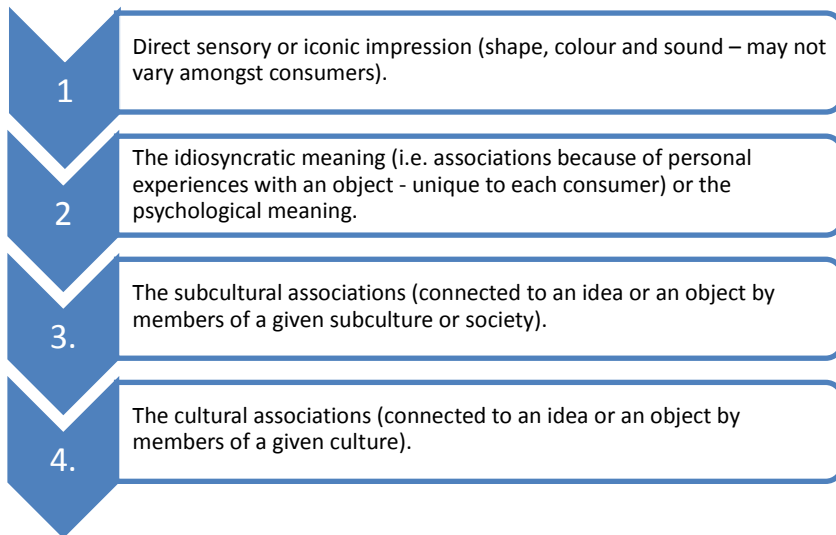 1
Direct sensory or iconic impression (shape, colour and sound – may not
vary amongst consumers).
2
The idiosyncratic meaning (i.e. associations because of personal
experiences with an object - unique to each consumer) or the
psychological meaning.
3.
The subcultural associations (connected to an idea or an object by
members of a given subculture or society).
4.
The cultural associations (connected to an idea or an object by
members of a given culture).